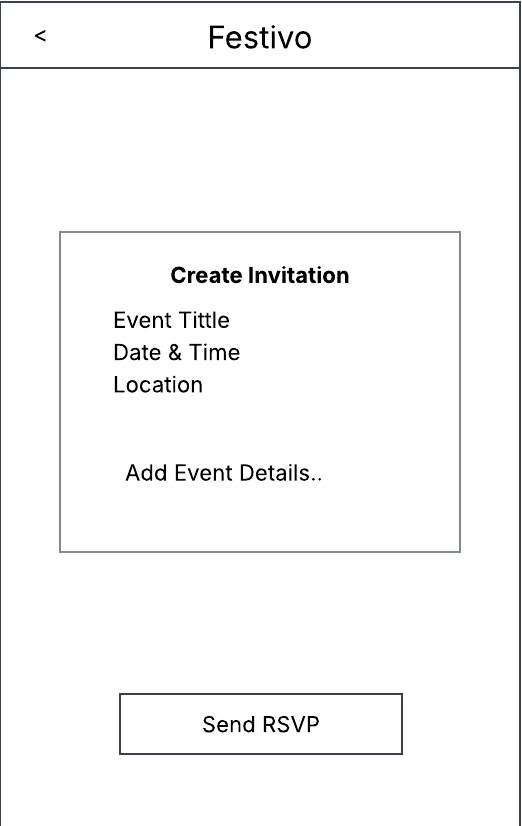 <
Festivo
Create Invitation
Event Tittle
Date & Time
Location
Add Event Details..
Send RSVP